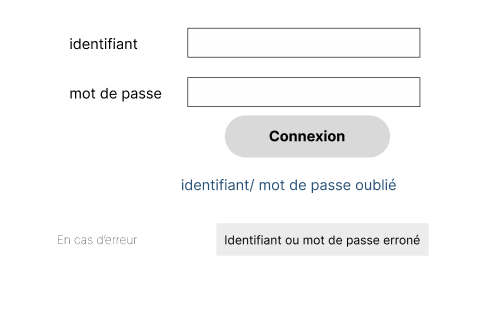 identifiant
mot de passe
Connexion
identifiant/ mot de passe oublié
En cas d'erreur
Identifiant ou mot de passe erroné